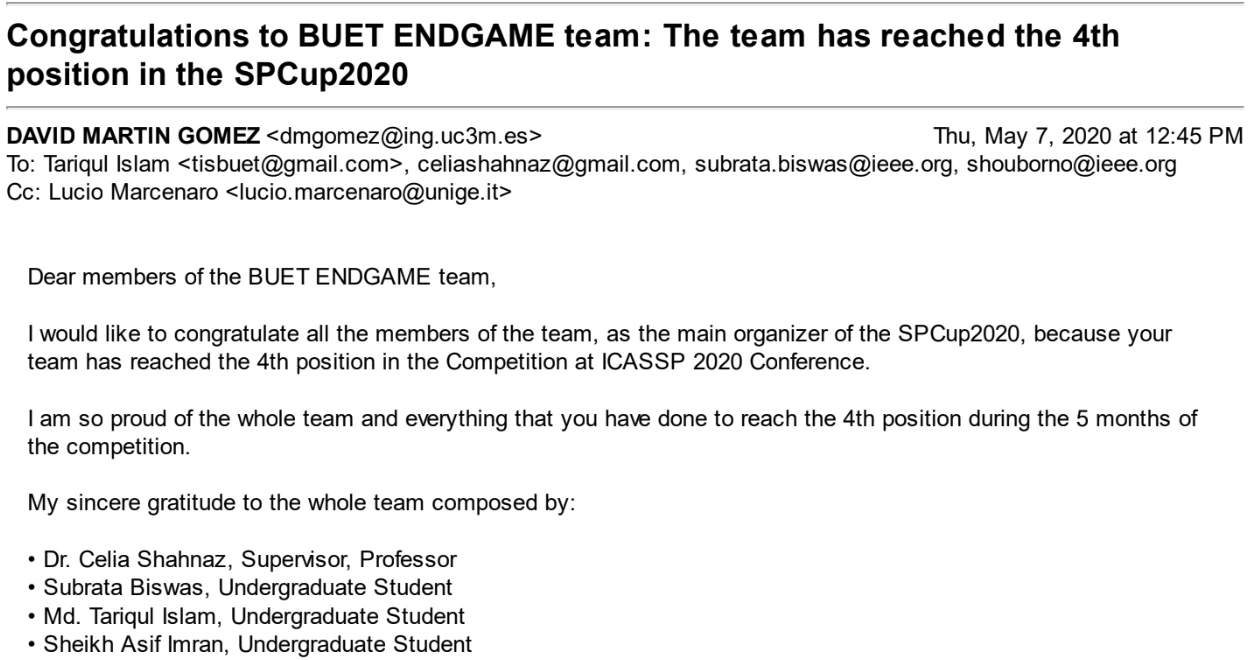 Congratulations to BUET ENDGAME team: The team has reached the 4th
position in the SPCup2020
DAVID MARTIN GOMEZ <dmgomez@ing.uc3m.es> Thu, May 7, 2020 at 12:45 PM
To: Tariqul Islam <tisbuet@gmail.com>, celiashahnaz@gmail.com, subrata.biswas@ieee.org, shouborno@ieee.org
Cc: Lucio Marcenaro <lucio.marcenaro@unige.it>
Dear members of the BUET ENDGAME team,
I would like to congratulate all the members of the team, as the main organizer of the SPCup2020, because your
team has reached the 4th position in the Competition at ICASSP 2020 Conference.
I am so proud of the whole team and everything that you have done to reach the 4th position during the 5 months of
the competition.
My sincere gratitude to the whole team composed by:
• Dr. Celia Shahnaz, Supervisor, Professor
• Subrata Biswas, Undergraduate Student
• Md. Tariqul Islam, Undergraduate Student
• Sheikh Asif Imran, Undergraduate Student